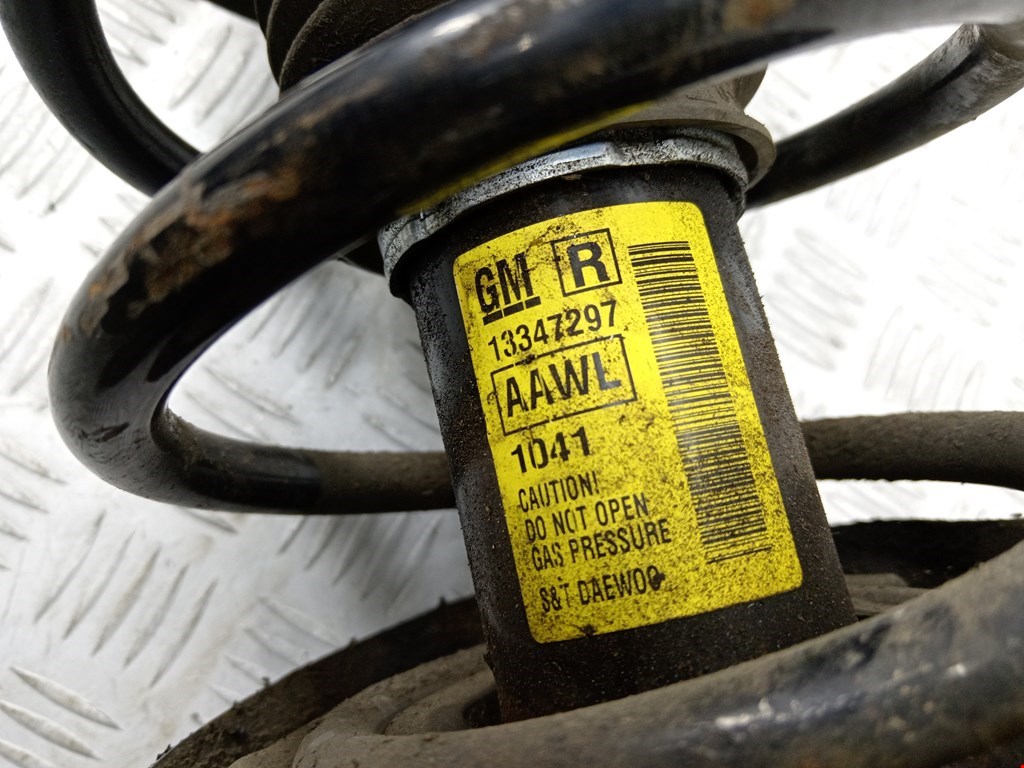 GM R
13347297
AAWL
1041
CAUTION!
DO NOT OPEN
GAS PRESSURE
S&T DAEWOO